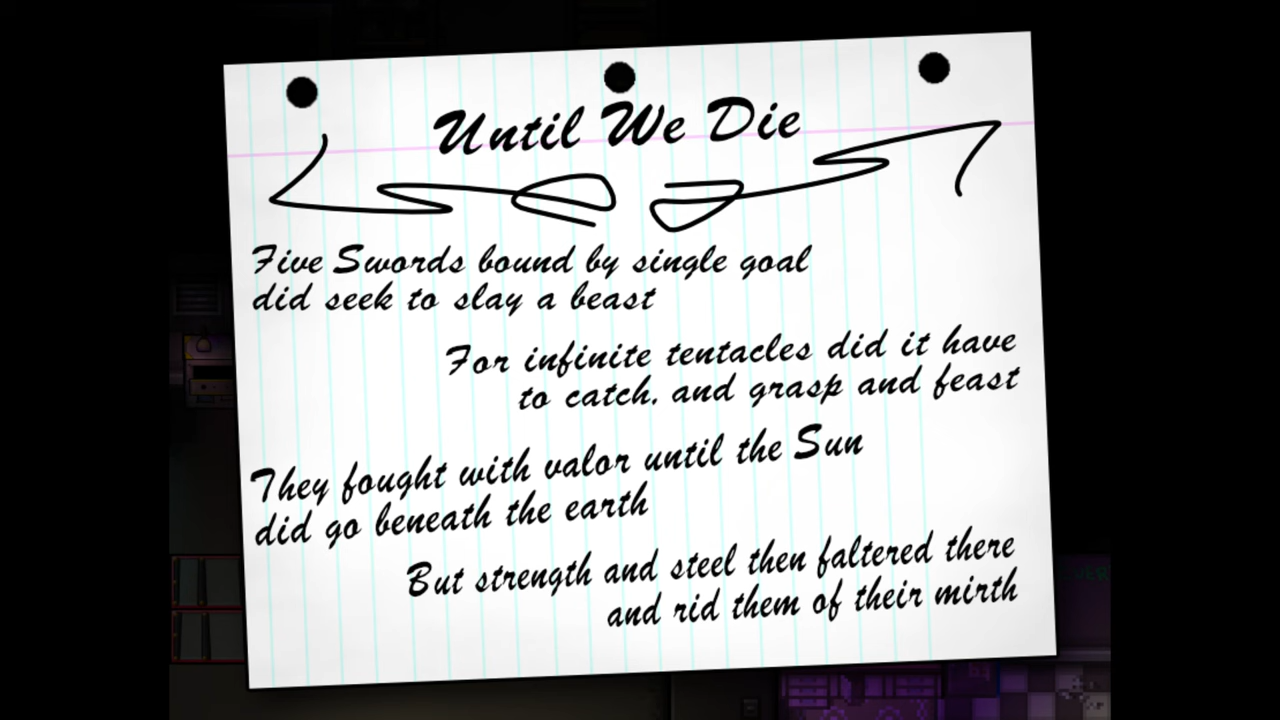 Until We Die
Five Swords bound by single goal
did seek to slay a beast
For infinite tentacles did it have
to catch, and grasp and feast
They fought with valor until the Sun
did go beneath the earth
But strength and steel then faltered there
and rid them of their mirth